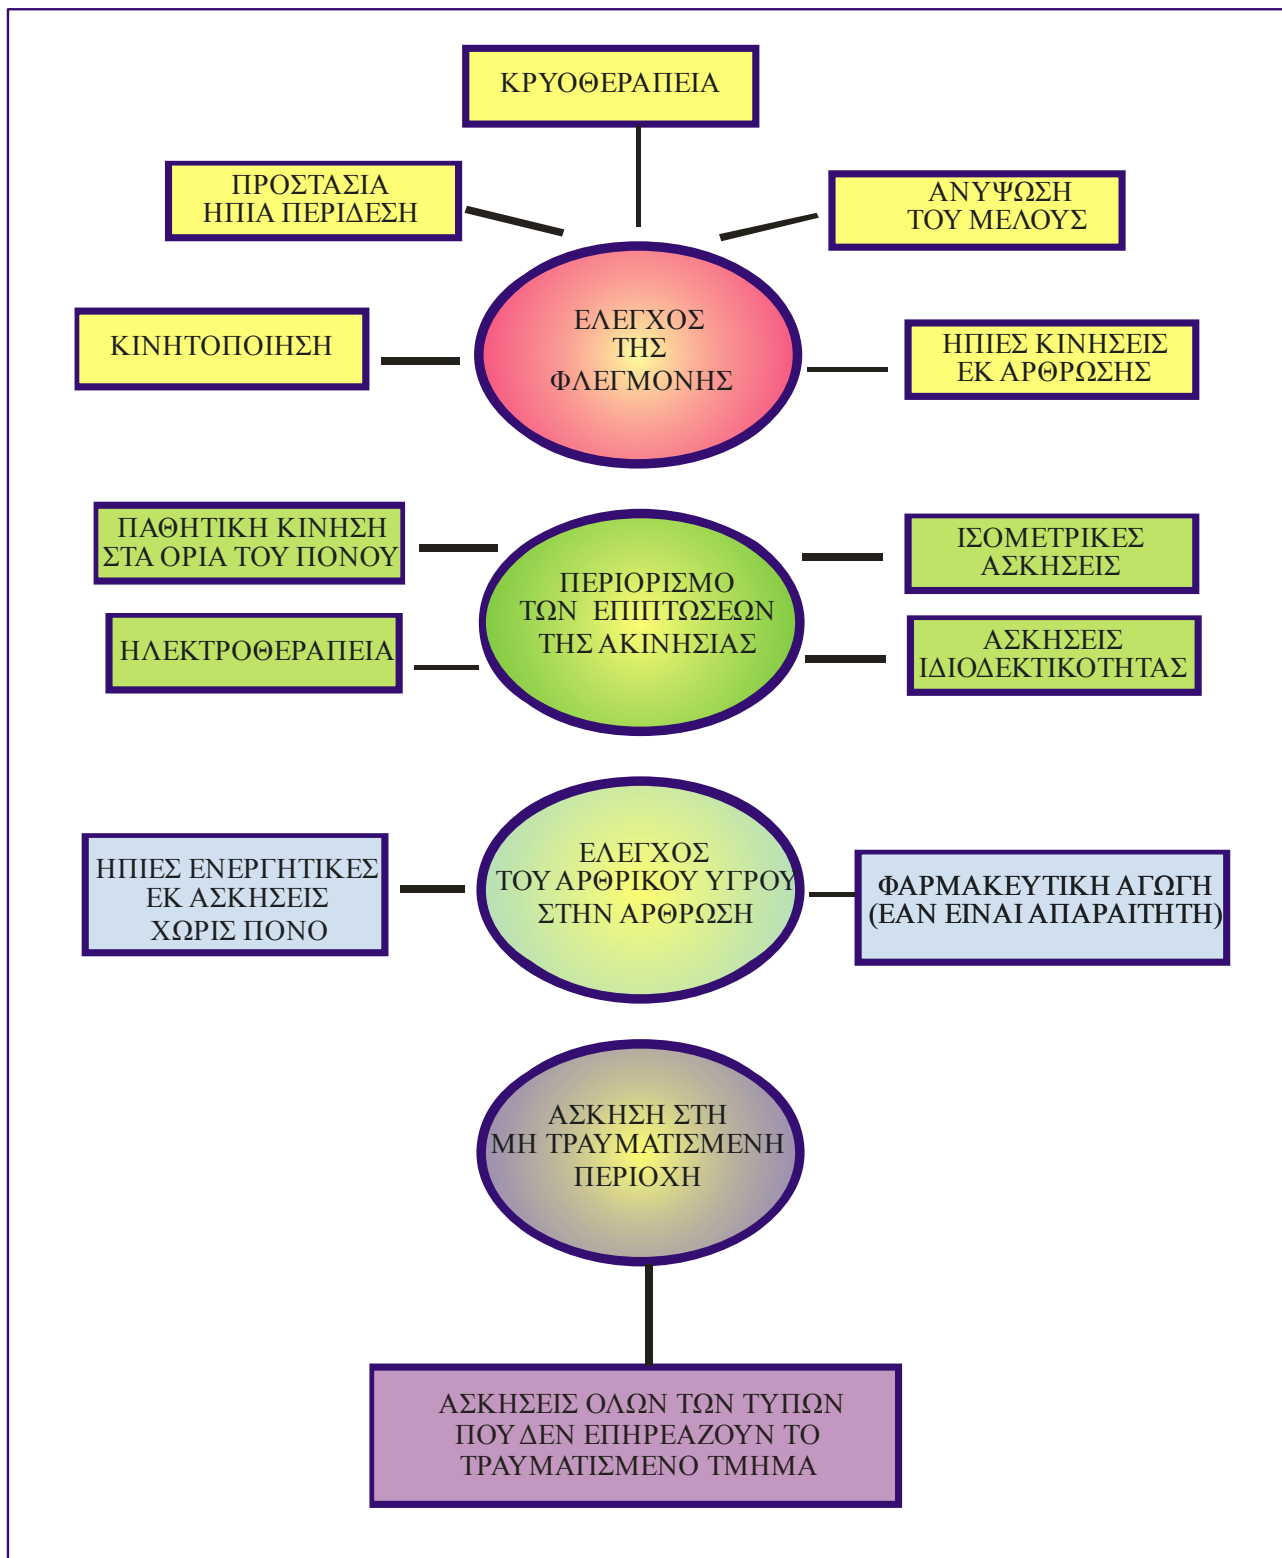 ΚΡΥΟΘΕΡΑΠΕΙΑ
ΠΡΟΣΤΑΣΙΑ
ΗΠΙΑ ΠΕΡΙΔΕΣΗ
ΑΝΥΨΩΣΗ
ΤΟΥ ΜΕΛΟΥΣ
ΚΙΝΗΤΟΠΟΙΗΣΗ
ΕΛΕΓΧΟΣ
ΤΗΣ
ΦΛΕΓΜΟΝΗΣ
ΗΠΙΕΣ ΚΙΝΗΣΕΙΣ
ΕΚ ΑΡΘΡΩΣΗΣ
ΠΑΘΗΤΙΚΗ ΚΙΝΗΣΗ
ΣΤΑ ΟΡΙΑ ΤΟΥ ΠΟΝΟΥ
ΗΛΕΚΤΡΟΘΕΡΑΠΕΙΑ
ΠΕΡΙΟΡΙΣΜΟ
ΤΩΝ ΕΠΙΠΤΩΣΕΩΝ
ΤΗΣ ΑΚΙΝΗΣΙΑΣ
ΙΣΟΜΕΤΡΙΚΕΣ
ΑΣΚΗΣΕΙΣ
ΑΣΚΗΣΕΙΣ
ΙΔΙΟΔΕΚΤΙΚΟΤΗΤΑΣ
ΗΠΙΕΣ ΕΝΕΡΓΗΤΙΚΕΣ
ΕΚ ΑΣΚΗΣΕΙΣ
ΧΩΡΙΣ ΠΟΝΟ
ΕΛΕΓΧΟΣ
ΤΟΥ ΑΡΘΡΙΚΟΥ ΥΓΡΟΥ
ΣΤΗΝ ΑΡΘΡΩΣΗ
ΦΑΡΜΑΚΕΥΤΙΚΗ ΑΓΩΓΗ
(ΕΑΝ ΕΙΝΑΙ ΑΠΑΡΑΙΤΗΤΗ)
ΑΣΚΗΣΗ ΣΤΗ
ΜΗ ΤΡΑΥΜΑΤΙΣΜΕΝΗ
ΠΕΡΙΟΧΗ
ΑΣΚΗΣΕΙΣ ΟΛΩΝ ΤΩΝ ΤΥΠΩΝ
ΠΟΥ ΔΕΝ ΕΠΗΡΕΑΖΟΥΝ ΤΟ
ΤΡΑΥΜΑΤΙΣΜΕΝΟ ΤΜΗΜΑ